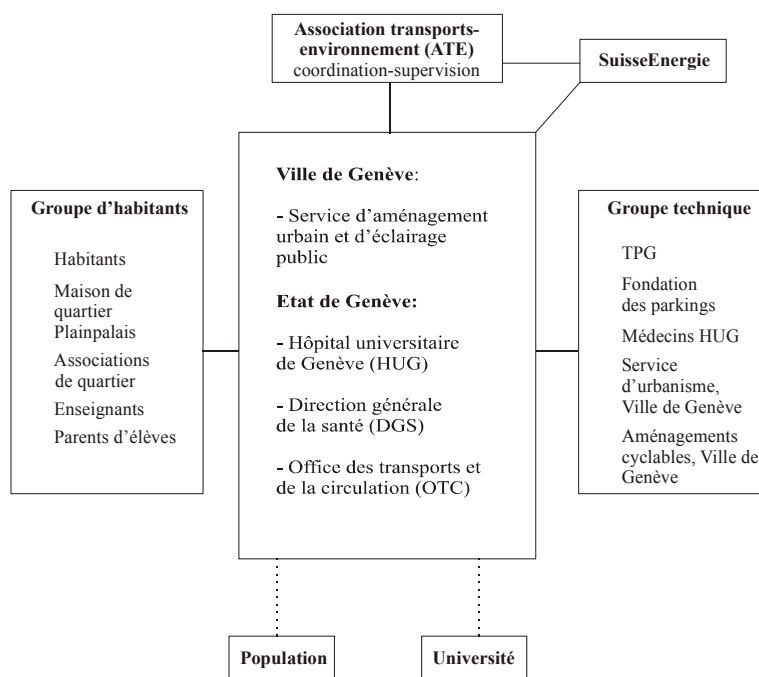 Association transports-
environnement (ATE)
coordination-supervision
SuisseEnergie
Ville de Genève:
- Service d'aménagement
urbain et d'éclairage
public
Etat de Genève:
- Hôpital universitaire
de Genève (HUG)
- Direction générale
de la santé (DGS)
- Office des transports et
de la circulation (OTC)
Groupe d'habitants
Habitants
Maison de
quartier
Plainpalais
Associations
de quartier
Enseignants
Parents d'élèves
Groupe technique
TPG
Fondation
des parkings
Médecins HUG
Service
d'urbanisme,
Ville de Genève
Aménagements
cyclables, Ville de
Genève
Population
Université